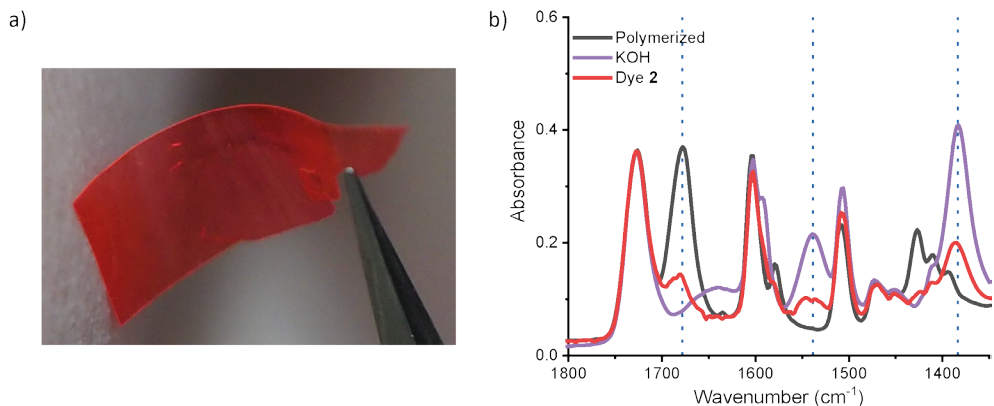 a)
b)
0.6
Polymerized
KOH
Dye 2
0.4
Absorbance
0.2
0.0
1800 1700 1600 1500 1400
Wavenumber (cm⁻¹)